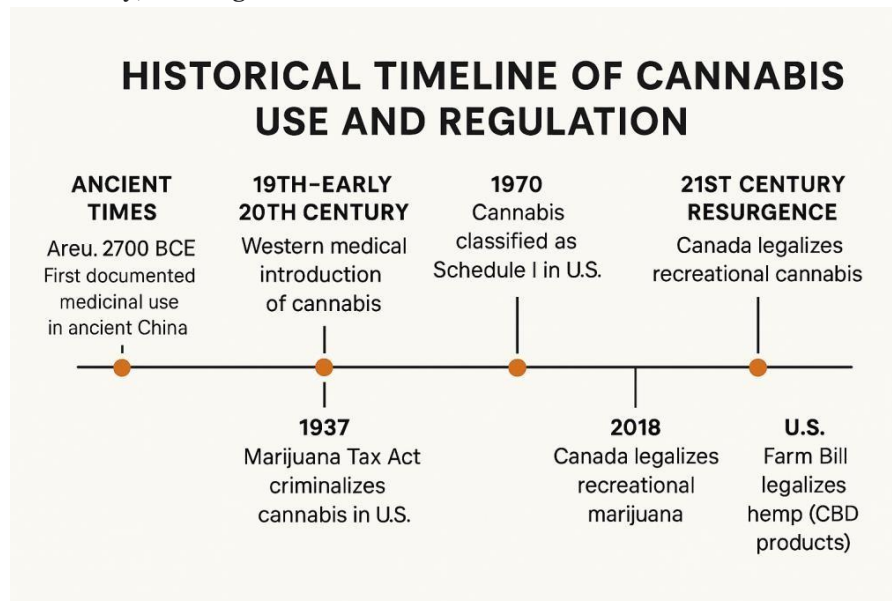 HISTORICAL TIMELINE OF CANNABIS
USE AND REGULATION
ANCIENT
TIMES
Areu. 2700 BCE
First documented
medicinal use
in ancient China
19TH–EARLY
20TH CENTURY
Western medical
introduction
of cannabis
1970
Cannabis
classified as
Schedule I in U.S.
21ST CENTURY
RESURGENCE
Canada legalizes
recreational cannabis
1937
Marijuana Tax Act
criminalizes
cannabis in U.S.
2018
Canada legalizes
recreational
marijuana
U.S.
Farm Bill
legalizes
hemp (CBD
products)